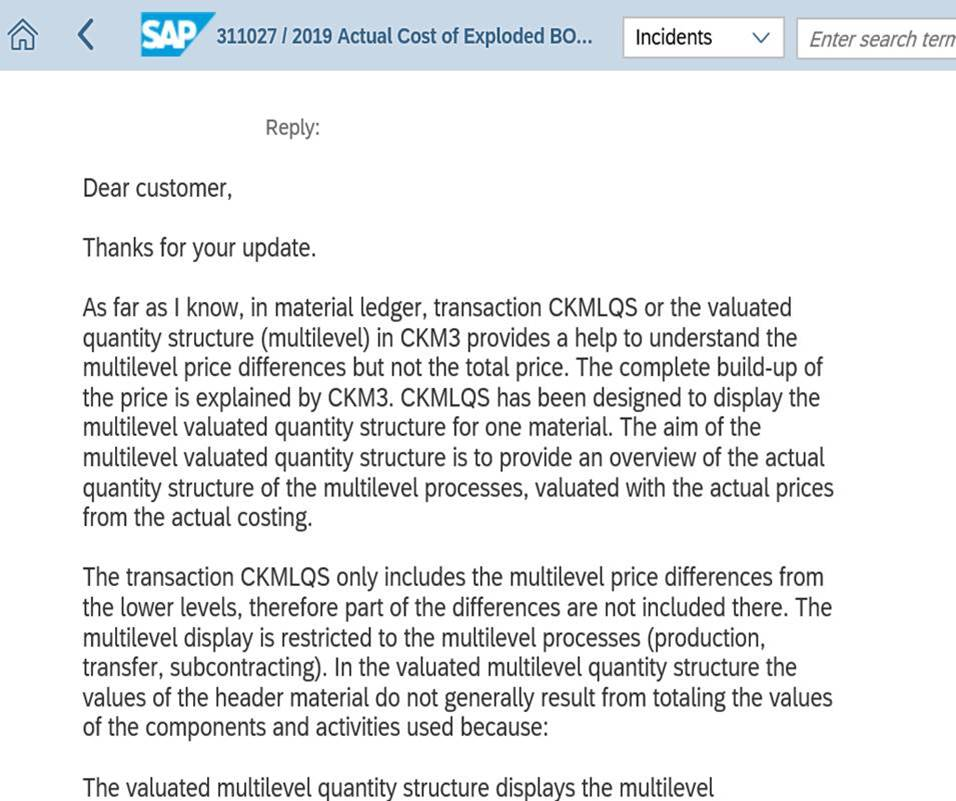 SAP 311027 / 2019 Actual Cost of Exploded BO... Incidents Enter search term
Reply:
Dear customer,
Thanks for your update.
As far as I know, in material ledger, transaction CKMLQS or the valuated
quantity structure (multilevel) in CKM3 provides a help to understand the
multilevel price differences but not the total price. The complete build-up of
the price is explained by CKM3. CKMLQS has been designed to display the
multilevel valuated quantity structure for one material. The aim of the
multilevel valuated quantity structure is to provide an overview of the actual
quantity structure of the multilevel processes, valuated with the actual prices
from the actual costing.
The transaction CKMLQS only includes the multilevel price differences from
the lower levels, therefore part of the differences are not included there. The
multilevel display is restricted to the multilevel processes (production,
transfer, subcontracting). In the valuated multilevel quantity structure the
values of the header material do not generally result from totaling the values
of the components and activities used because:
The valuated multilevel quantity structure displays the multilevel